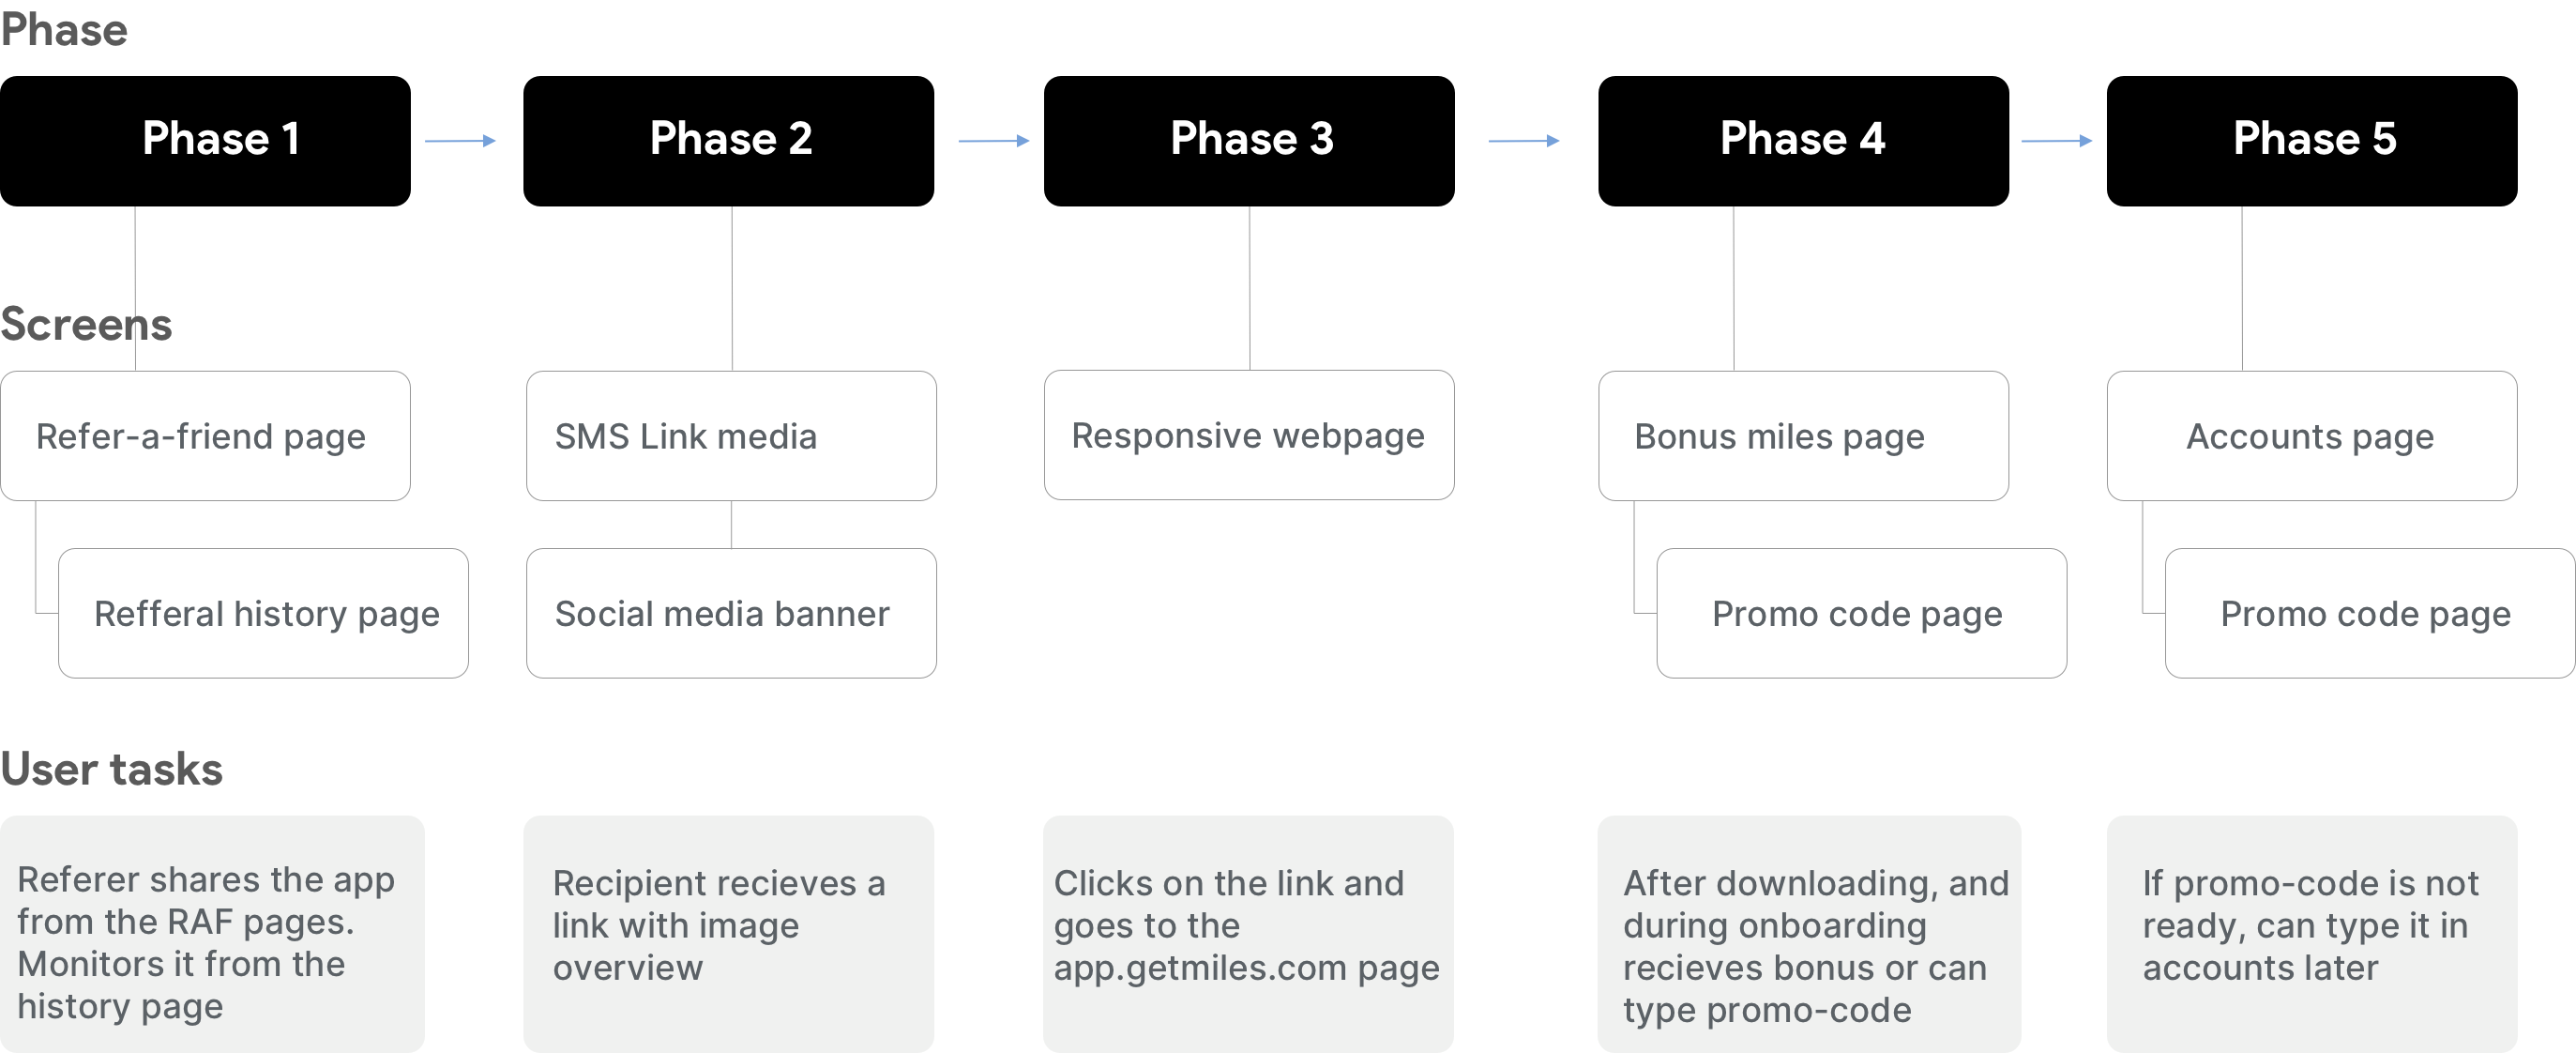 Phase
Phase 1
Phase 2
Phase 3
Phase 4
Phase 5
Screens
Refer-a-friend page
SMS Link media
Responsive webpage
Bonus miles page
Accounts page
Refferal history page
Social media banner
Promo code page
Promo code page
User tasks
Referer shares the app
from the RAF pages.
Monitors it from the
history page
Recipient recieves a
link with image
overview
Clicks on the link and
goes to the
app.getmiles.com page
After downloading, and
during onboarding
recieves bonus or can
type promo-code
If promo-code is not
ready, can type it in
accounts later